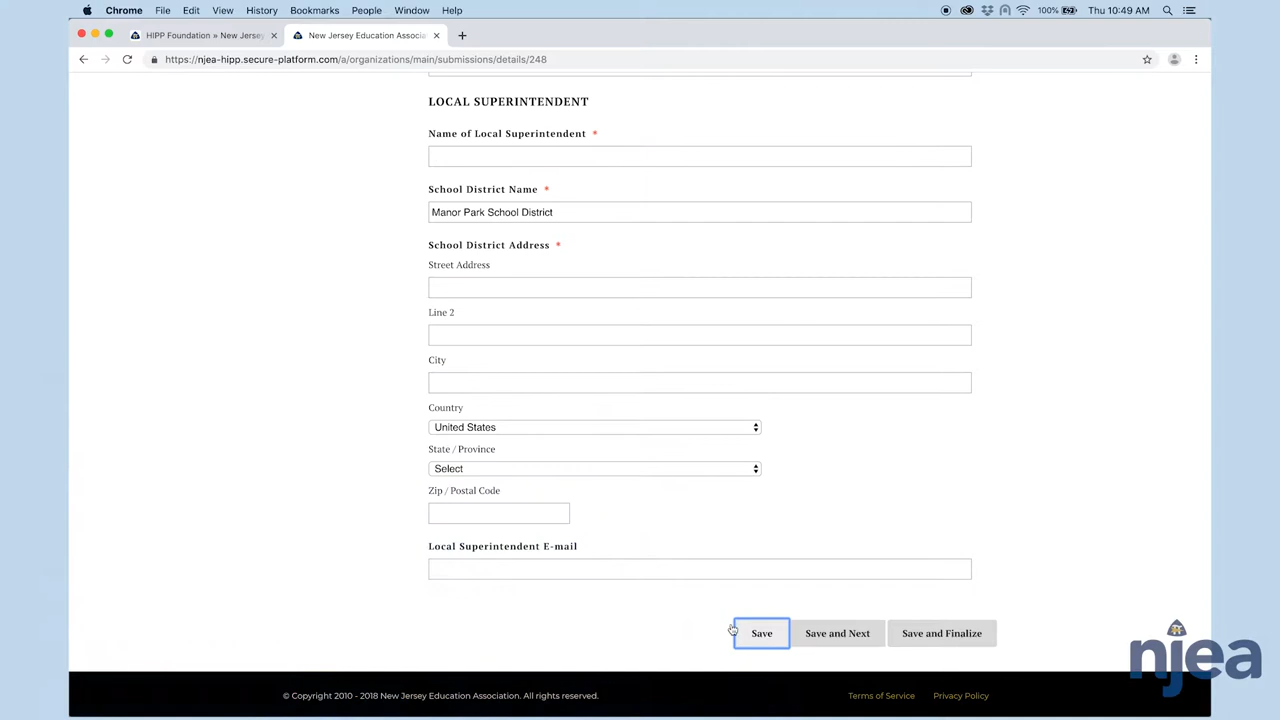 Chrome File Edit View History Bookmarks People Window Help 100% Thu 10:49 AM
HIPP Foundation » New Jersey New Jersey Education Associa
https://njea-hipp.secure-platform.com/a/organizations/main/submissions/details/248
LOCAL SUPERINTENDENT
Name of Local Superintendent *
School District Name *
Manor Park School District
School District Address *
Street Address
Line 2
City
Country
United States
State / Province
Select
Zip / Postal Code
Local Superintendent E-mail
Save Save and Next Save and Finalize
njea
© Copyright 2010 - 2018 New Jersey Education Association. All rights reserved. Terms of Service Privacy Policy